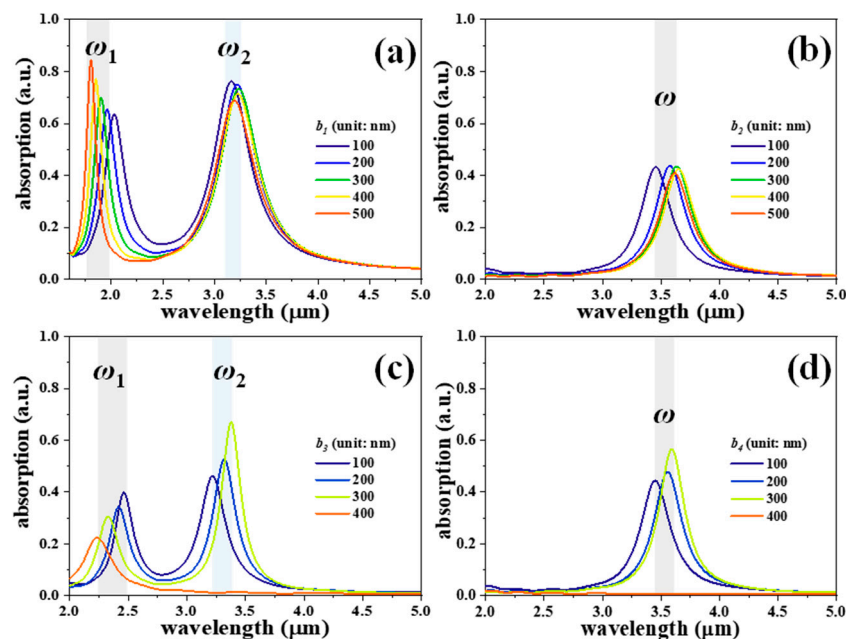 1.0
0.8
0.6
0.4
0.2
0.0
absorption (a.u.)
ω1
ω2
(a)
b1 (unit: nm)
100
200
300
400
500
2.0 2.5 3.0 3.5 4.0 4.5 5.0
wavelength (μm)
1.0
0.8
0.6
0.4
0.2
0.0
absorption (a.u.)
ω
(b)
b2 (unit: nm)
100
200
300
400
500
2.0 2.5 3.0 3.5 4.0 4.5 5.0
wavelength (μm)
1.0
0.8
0.6
0.4
0.2
0.0
absorption (a.u.)
ω1
ω2
(c)
b3 (unit: nm)
100
200
300
400
2.0 2.5 3.0 3.5 4.0 4.5 5.0
wavelength (μm)
1.0
0.8
0.6
0.4
0.2
0.0
absorption (a.u.)
ω
(d)
b4 (unit: nm)
100
200
300
400
2.0 2.5 3.0 3.5 4.0 4.5 5.0
wavelength (μm)